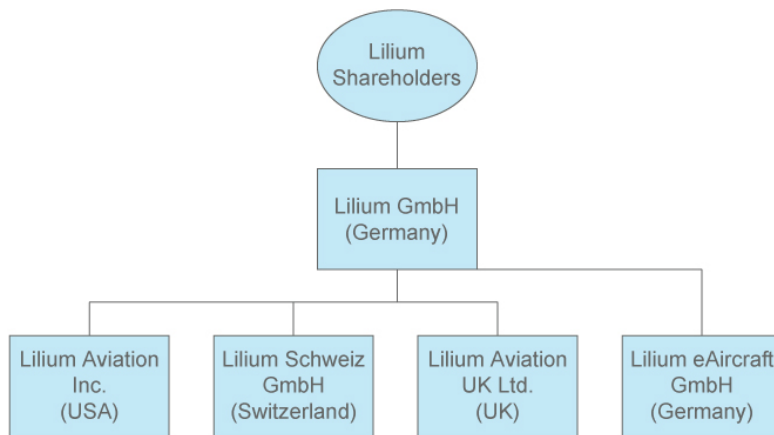 Lilium
Shareholders
Lilium GmbH
(Germany)
Lilium Aviation
Inc.
(USA)
Lilium Schweiz
GmbH
(Switzerland)
Lilium Aviation
UK Ltd.
(UK)
Lilium eAircraft
GmbH
(Germany)